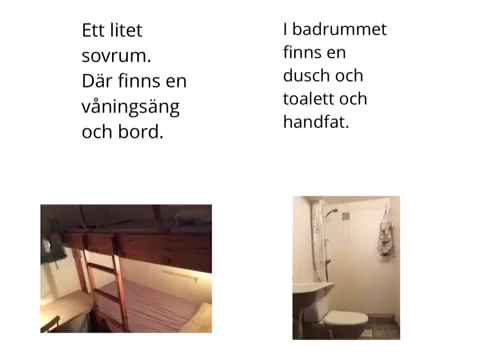 Ett litet
sovrum.
Där finns en
våningsäng
och bord.
I badrummet
finns en
dusch och
toalett och
handfat.